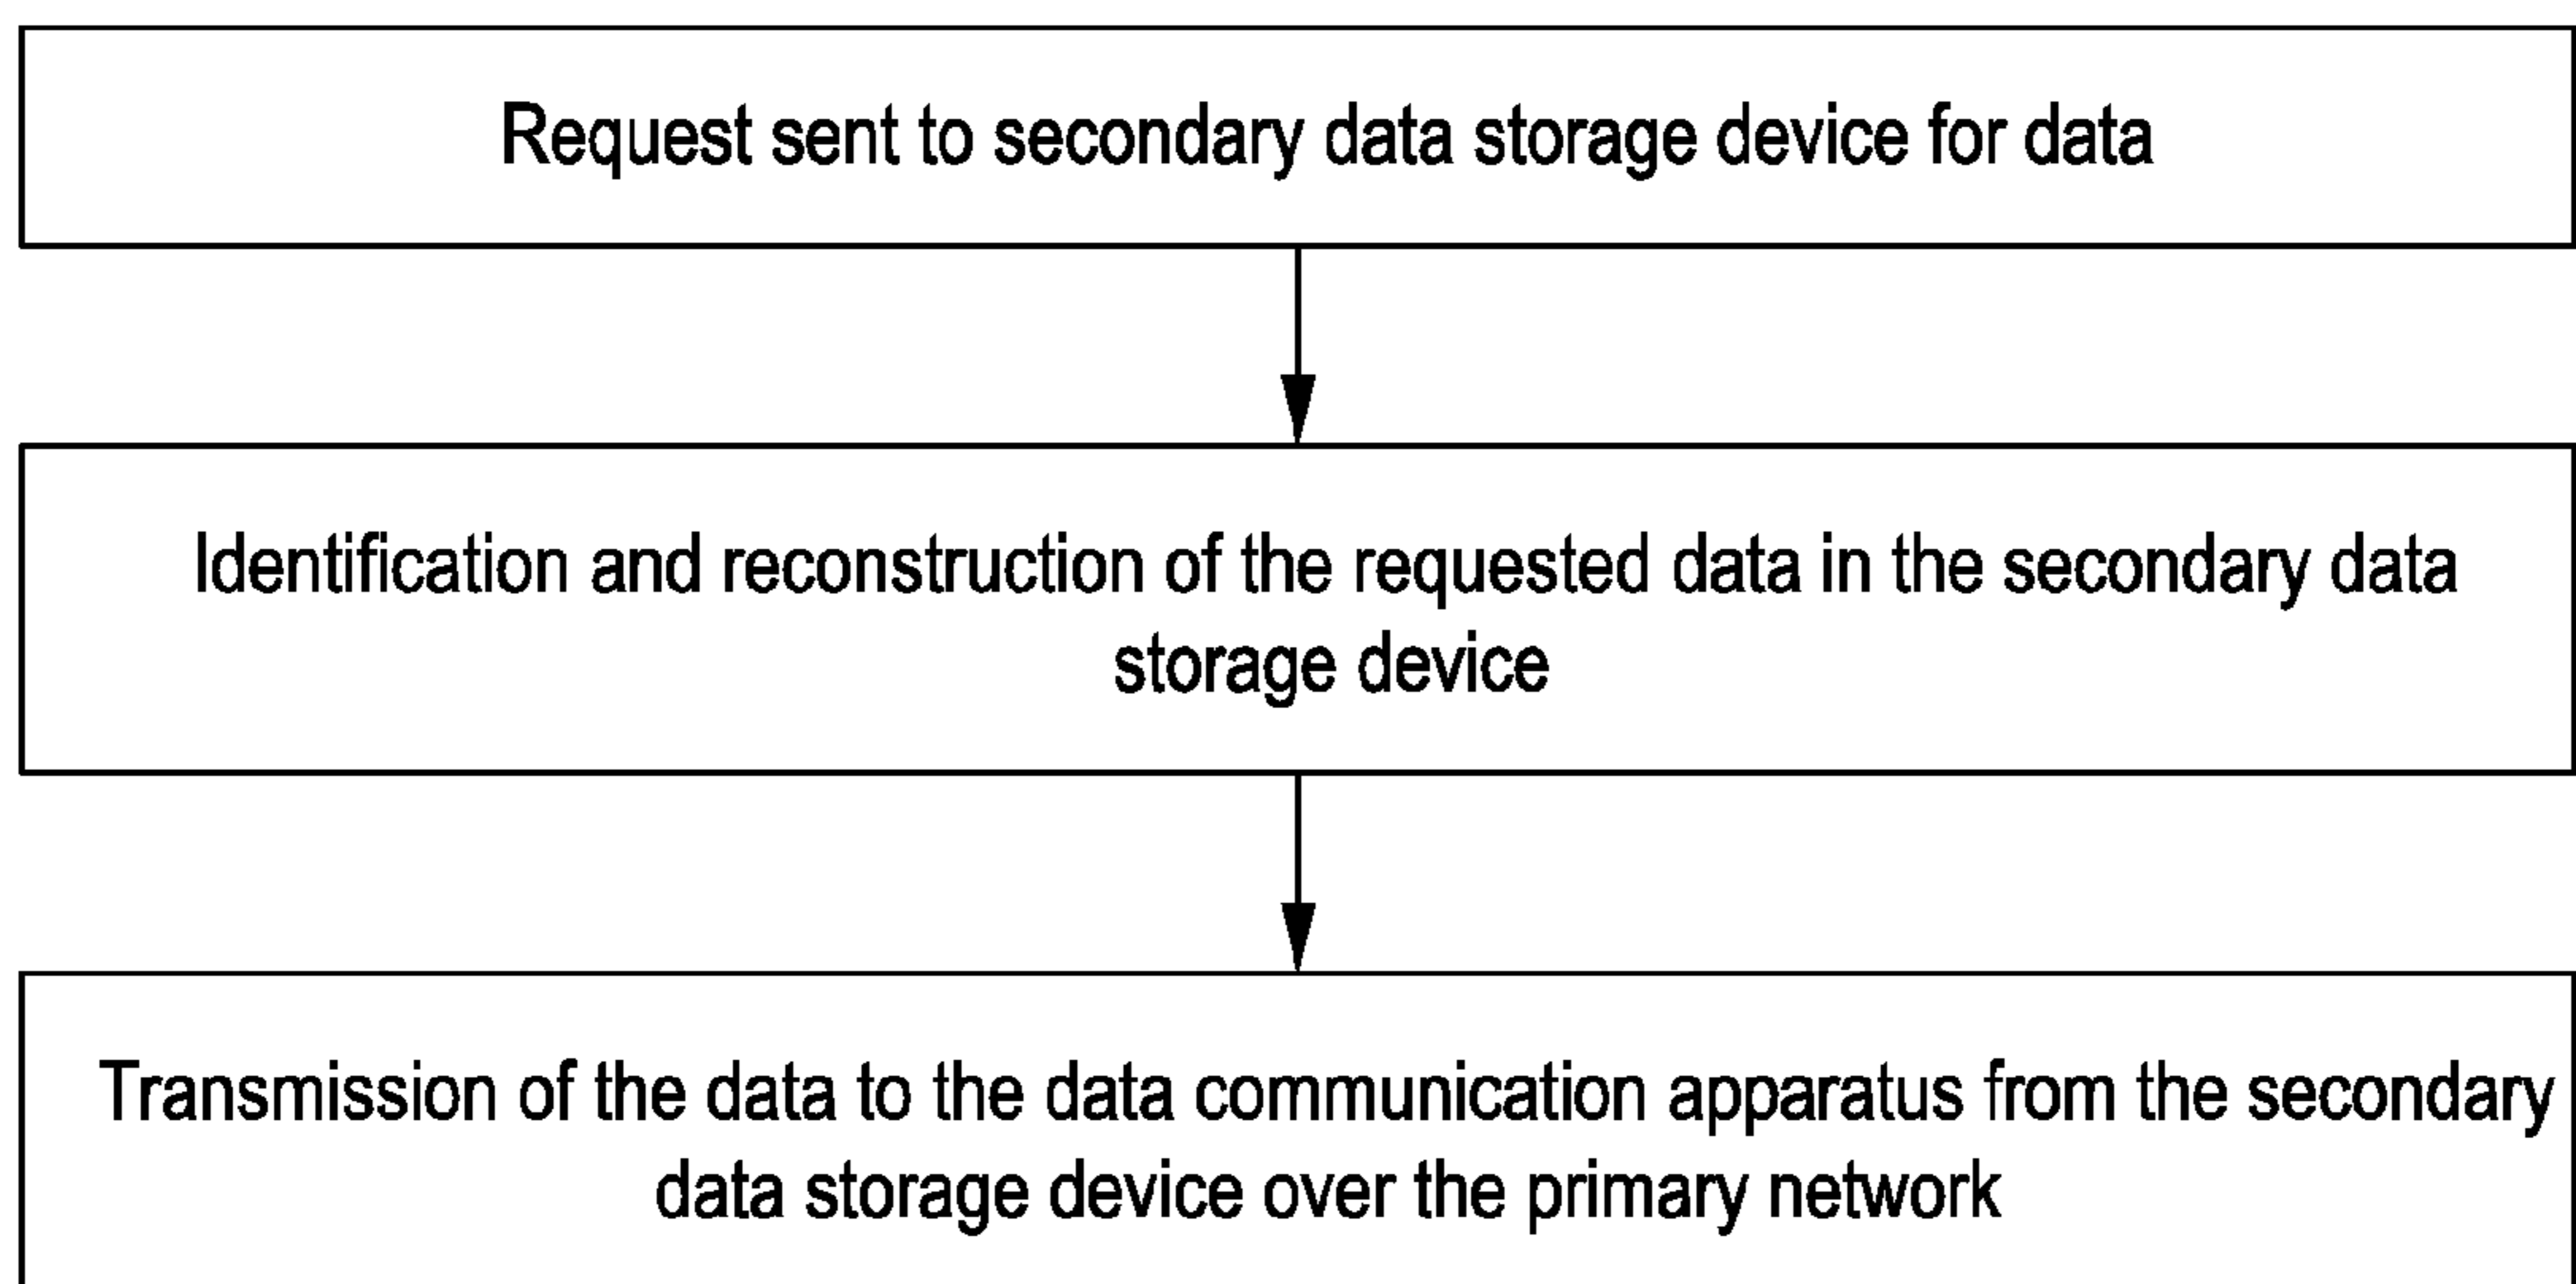 Request sent to secondary data storage device for data
Identification and reconstruction of the requested data in the secondary data
storage device
Transmission of the data to the data communication apparatus from the secondary
data storage device over the primary network